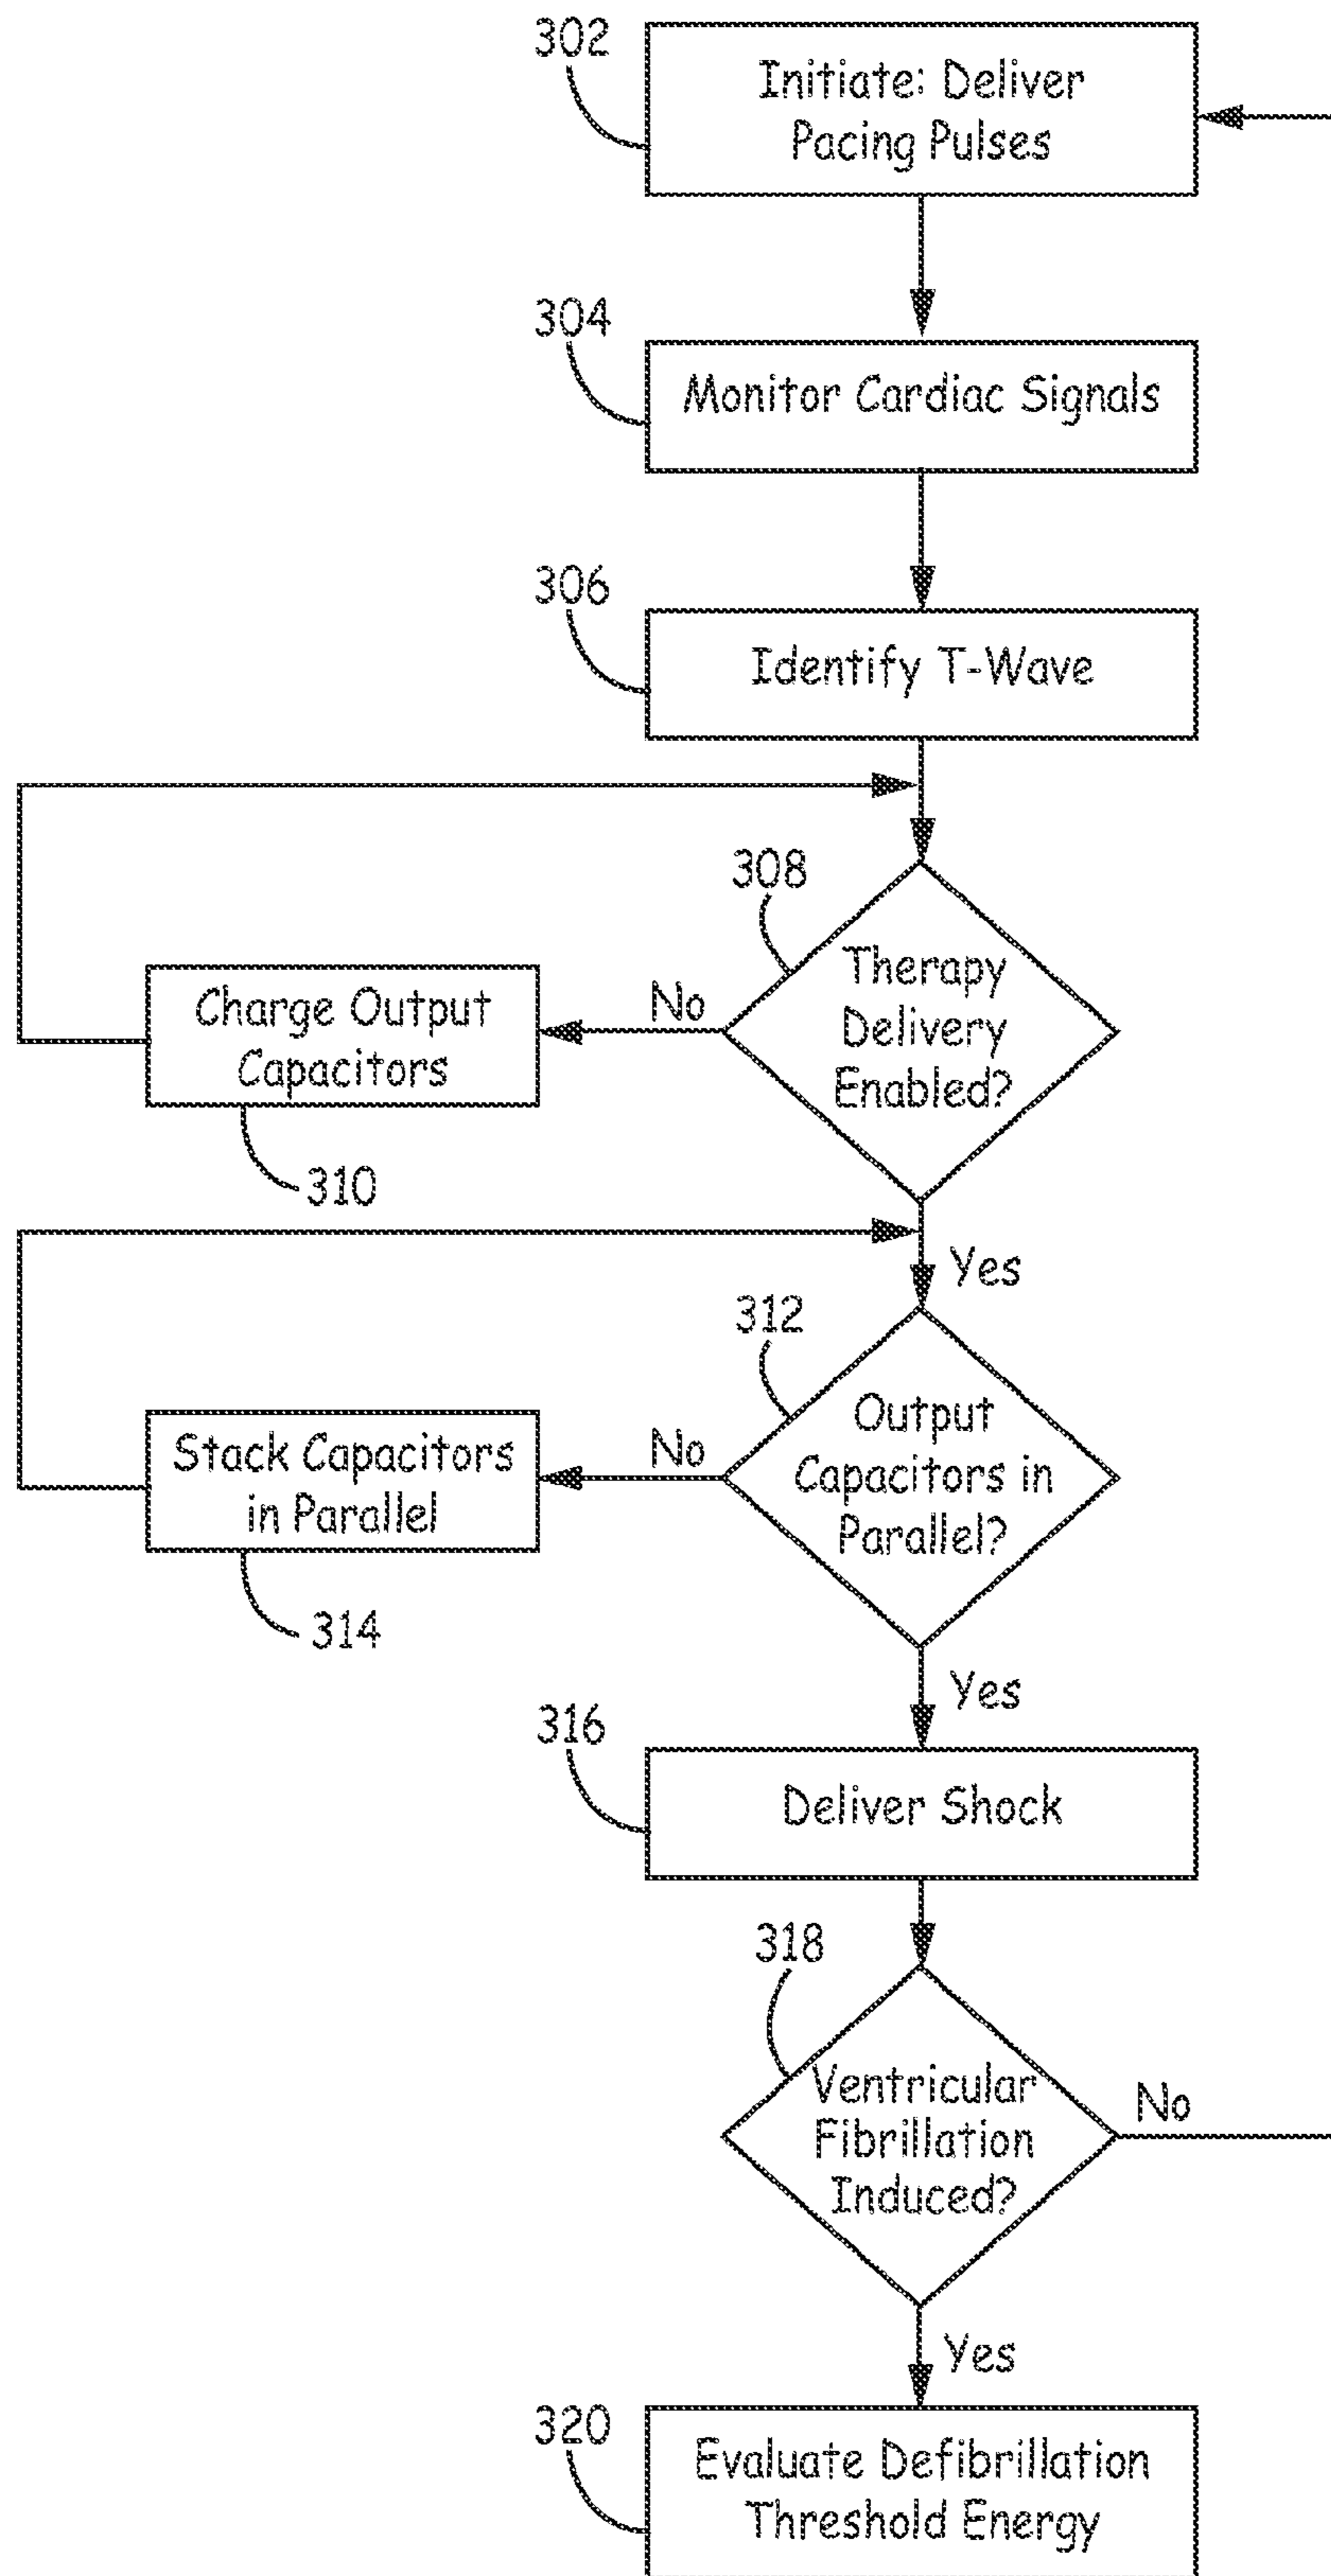 302
Initiate: Deliver
Pacing Pulses
304
Monitor Cardiac Signals
306
Identify T-Wave
308
Therapy
Delivery
Enabled?
No
Charge Output
Capacitors
310
Yes
312
Output
Capacitors in
Parallel?
No
Stack Capacitors
in Parallel
314
Yes
316
Deliver Shock
318
Ventricular
Fibrillation
Induced?
No
Yes
320
Evaluate Defibrillation
Threshold Energy